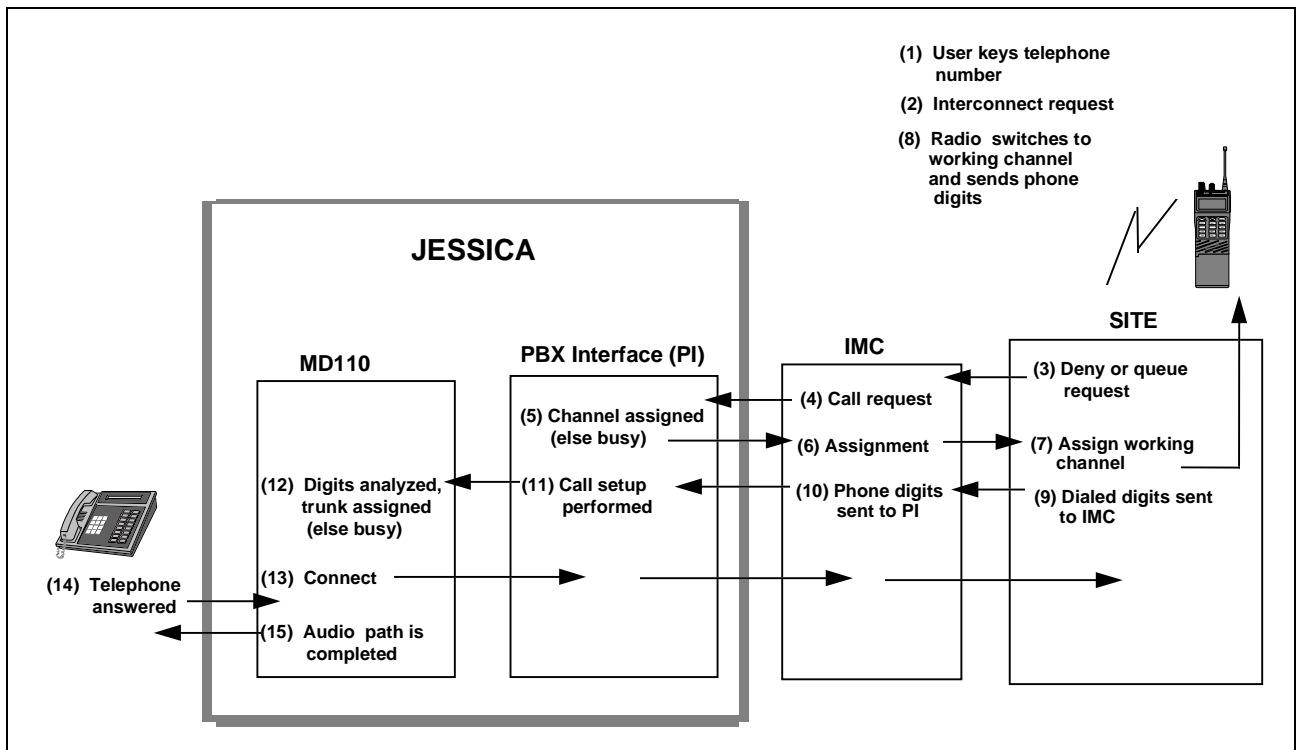 (1) User keys telephone
number
(2) Interconnect request
(8) Radio switches to
working channel
and sends phone
digits
JESSICA
SITE
IMC
PBX Interface (PI)
MD110
(3) Deny or queue
request
(4) Call request
(5) Channel assigned
(else busy)
(6) Assignment
(7) Assign working
channel
(12) Digits analyzed,
trunk assigned
(else busy)
(11) Call setup
performed
(10) Phone digits
sent to PI
(9) Dialed digits sent
to IMC
(13) Connect
(14) Telephone
answered
(15) Audio path is
completed